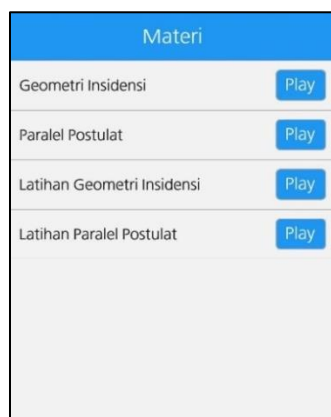 Materi
Geometri Insidensi Play
Paralel Postulat Play
Latihan Geometri Insidensi Play
Latihan Paralel Postulat Play